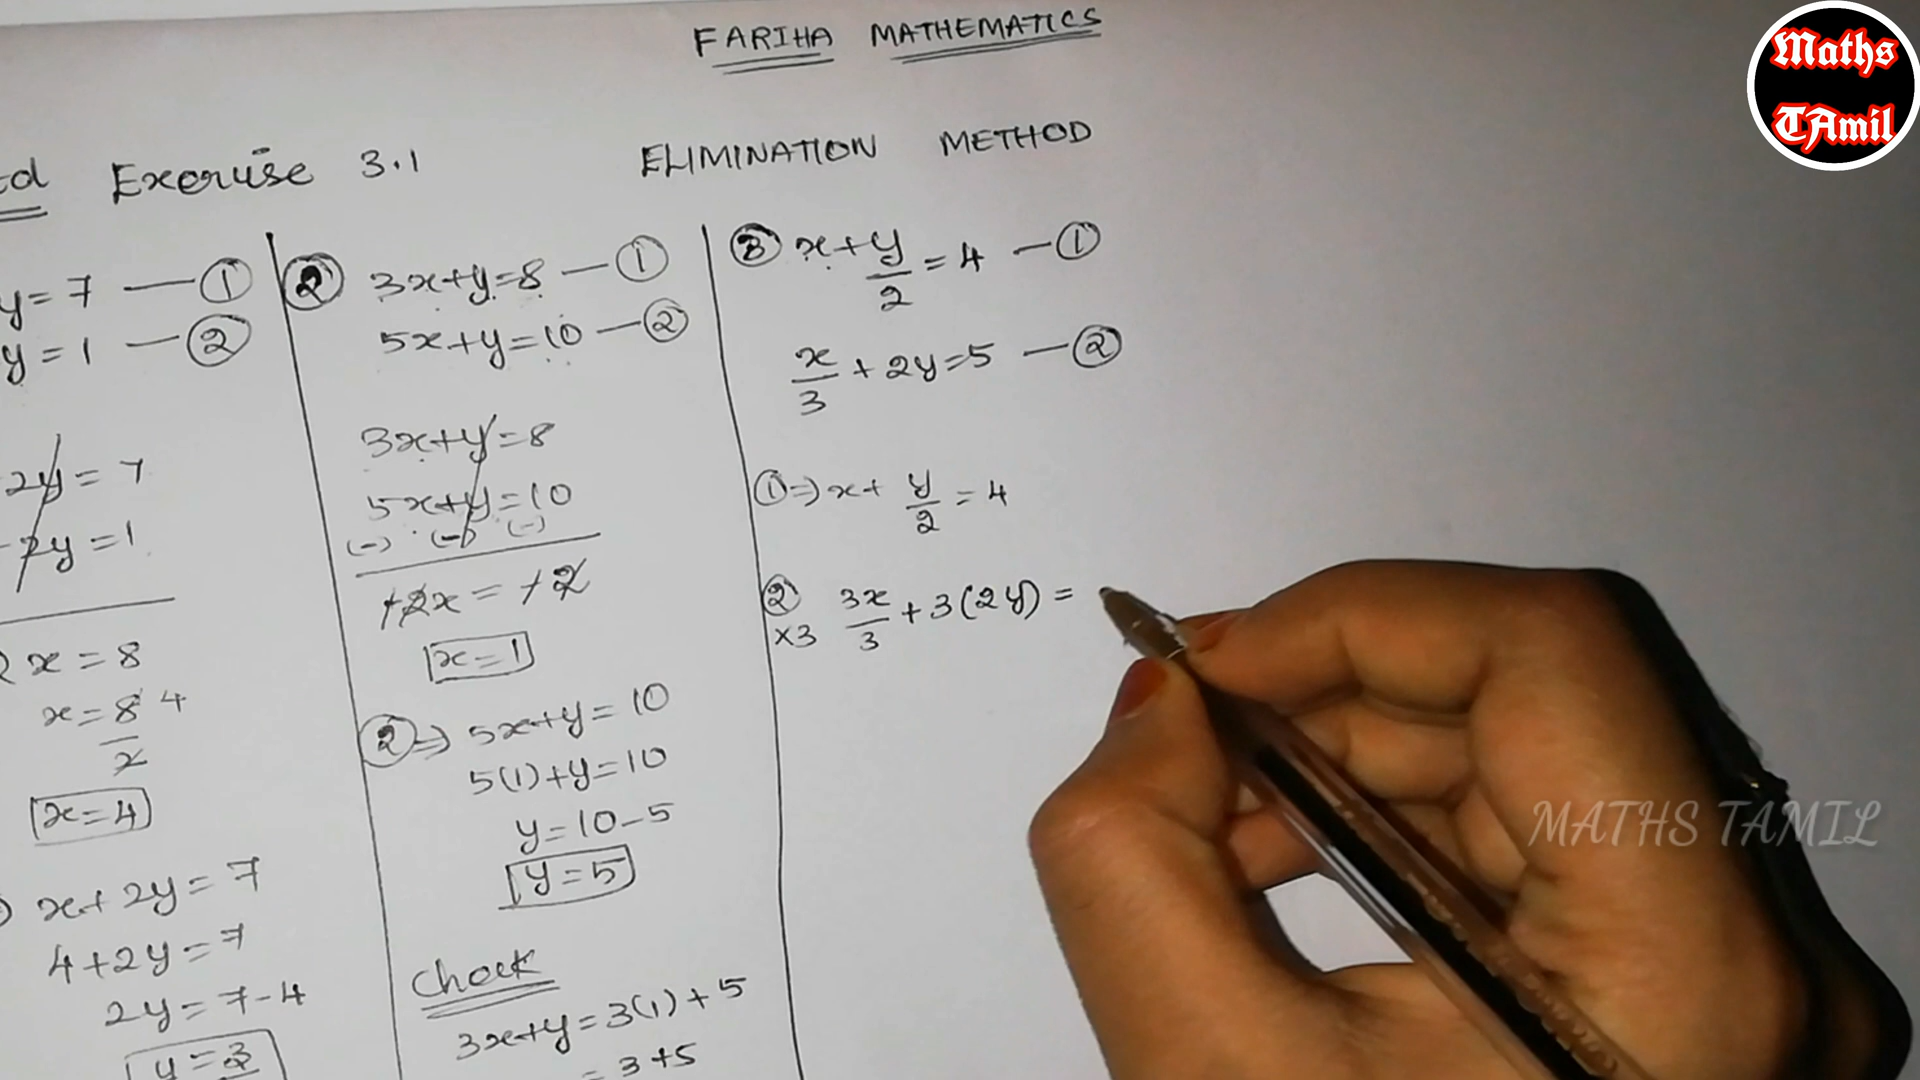 FARIHA MATHEMATICS
Maths
TAmil
Exercise 3.1
ELIMINATION METHOD
y = 7 — ①
y = 1 — ②
2y = 7
- 2y = 1
2x = 8
x = 8 4
2
x = 4
x + 2y = 7
4 + 2y = 7
2y = 7 - 4
y = 3
② 3x + y = 8 — ①
5x + y = 10 — ②
3x + y = 8
5x + y = 10
(-) (-) (-)
+2x = +2
x = 1
② ⇒ 5x + y = 10
5(1) + y = 10
y = 10 - 5
y = 5
Check
3x + y = 3(1) + 5
= 3 + 5
③ x + y/2 = 4 — ①
x/3 + 2y = 5 — ②
① ⇒ x + y/2 = 4
② 3x/3 + 3(2y) =
×3
MATHS TAMIL